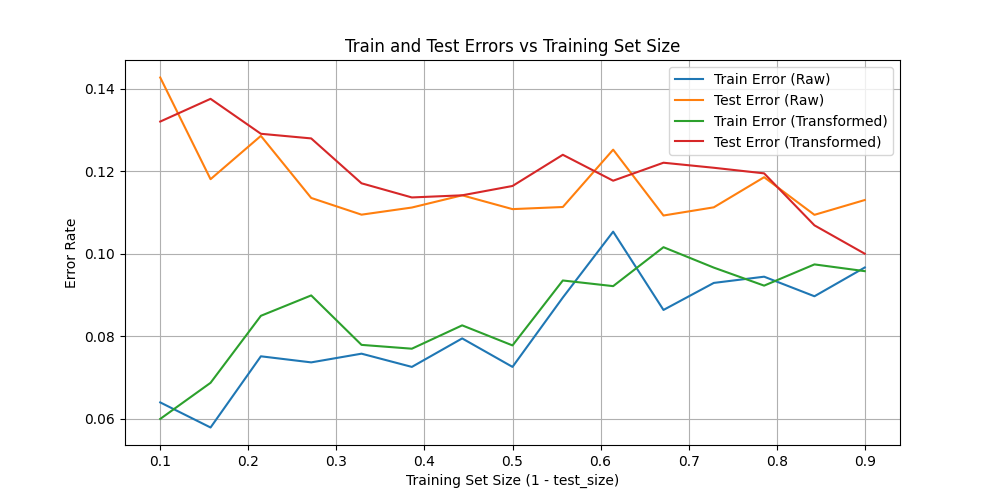 Train and Test Errors vs Training Set Size
Train Error (Raw)
Test Error (Raw)
Train Error (Transformed)
Test Error (Transformed)
Error Rate
0.14
0.12
0.10
0.08
0.06
0.1 0.2 0.3 0.4 0.5 0.6 0.7 0.8 0.9
Training Set Size (1 - test_size)